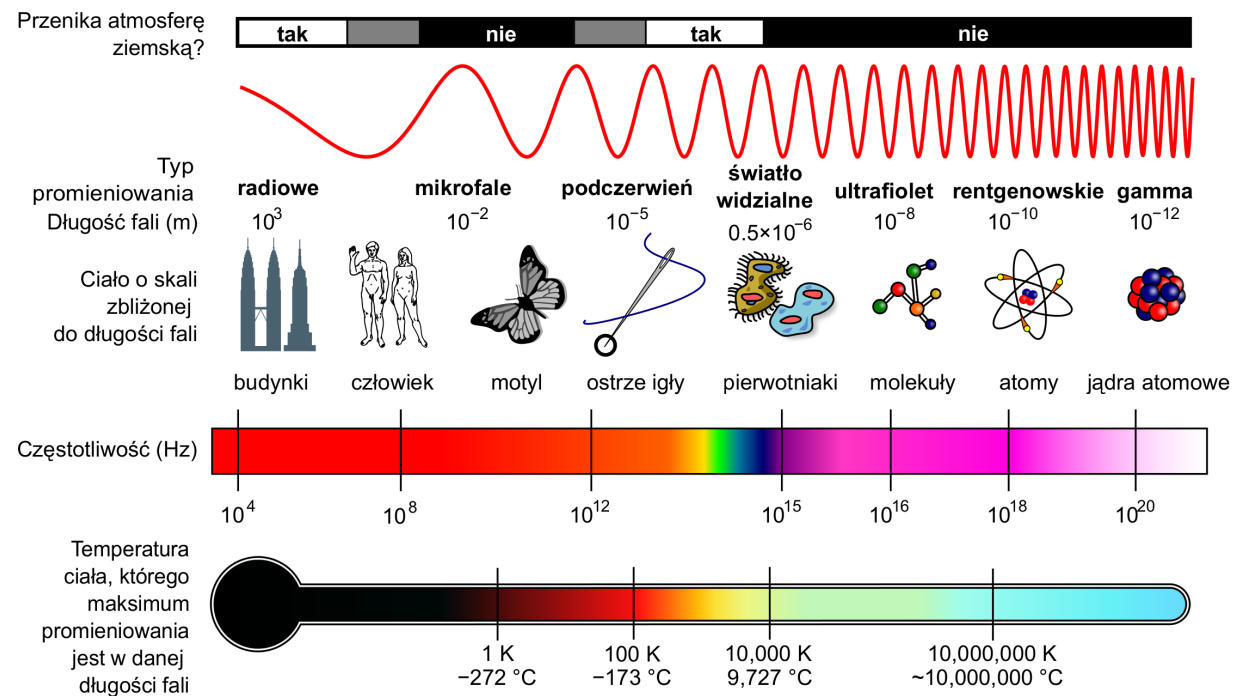 Przenika atmosferę
ziemską?
tak nie tak nie
Typ
promieniowania
radiowe mikrofale podczerwień światło
widzialne ultrafiolet rentgenowskie gamma
Długość fali (m)
10³ 10⁻² 10⁻⁵ 0.5×10⁻⁶ 10⁻⁸ 10⁻¹⁰ 10⁻¹²
Ciało o skali
zbliżonej
do długości fali
budynki człowiek motyl ostrze igły pierwotniaki molekuły atomy jądra atomowe
Częstotliwość (Hz)
10⁴ 10⁸ 10¹² 10¹⁵ 10¹⁶ 10¹⁸ 10²⁰
Temperatura
ciała, którego
maksimum
promieniowania
jest w danej
długości fali
1 K 100 K 10,000 K 10,000,000 K
−272 °C −173 °C 9,727 °C ~10,000,000 °C